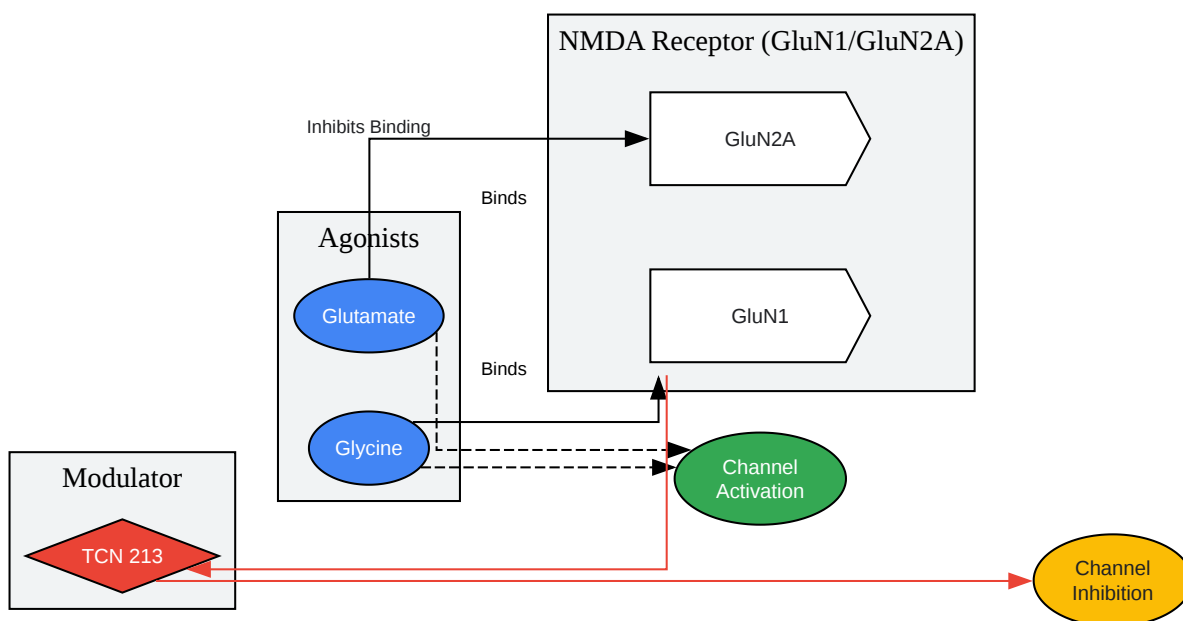 NMDA Receptor (GluN1/GluN2A)
Inhibits Binding
GluN2A
Binds
Agonists
Glutamate
GluN1
Binds
Glycine
Modulator
Channel
Activation
TCN 213
Channel
Inhibition